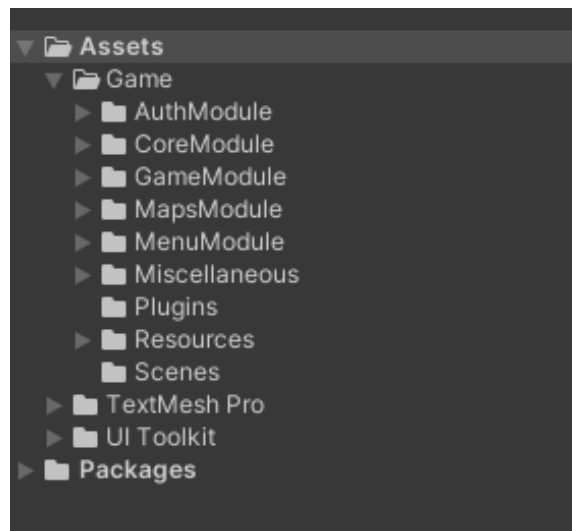 Assets
Game
AuthModule
CoreModule
GameModule
MapsModule
MenuModule
Miscellaneous
Plugins
Resources
Scenes
TextMesh Pro
UI Toolkit
Packages